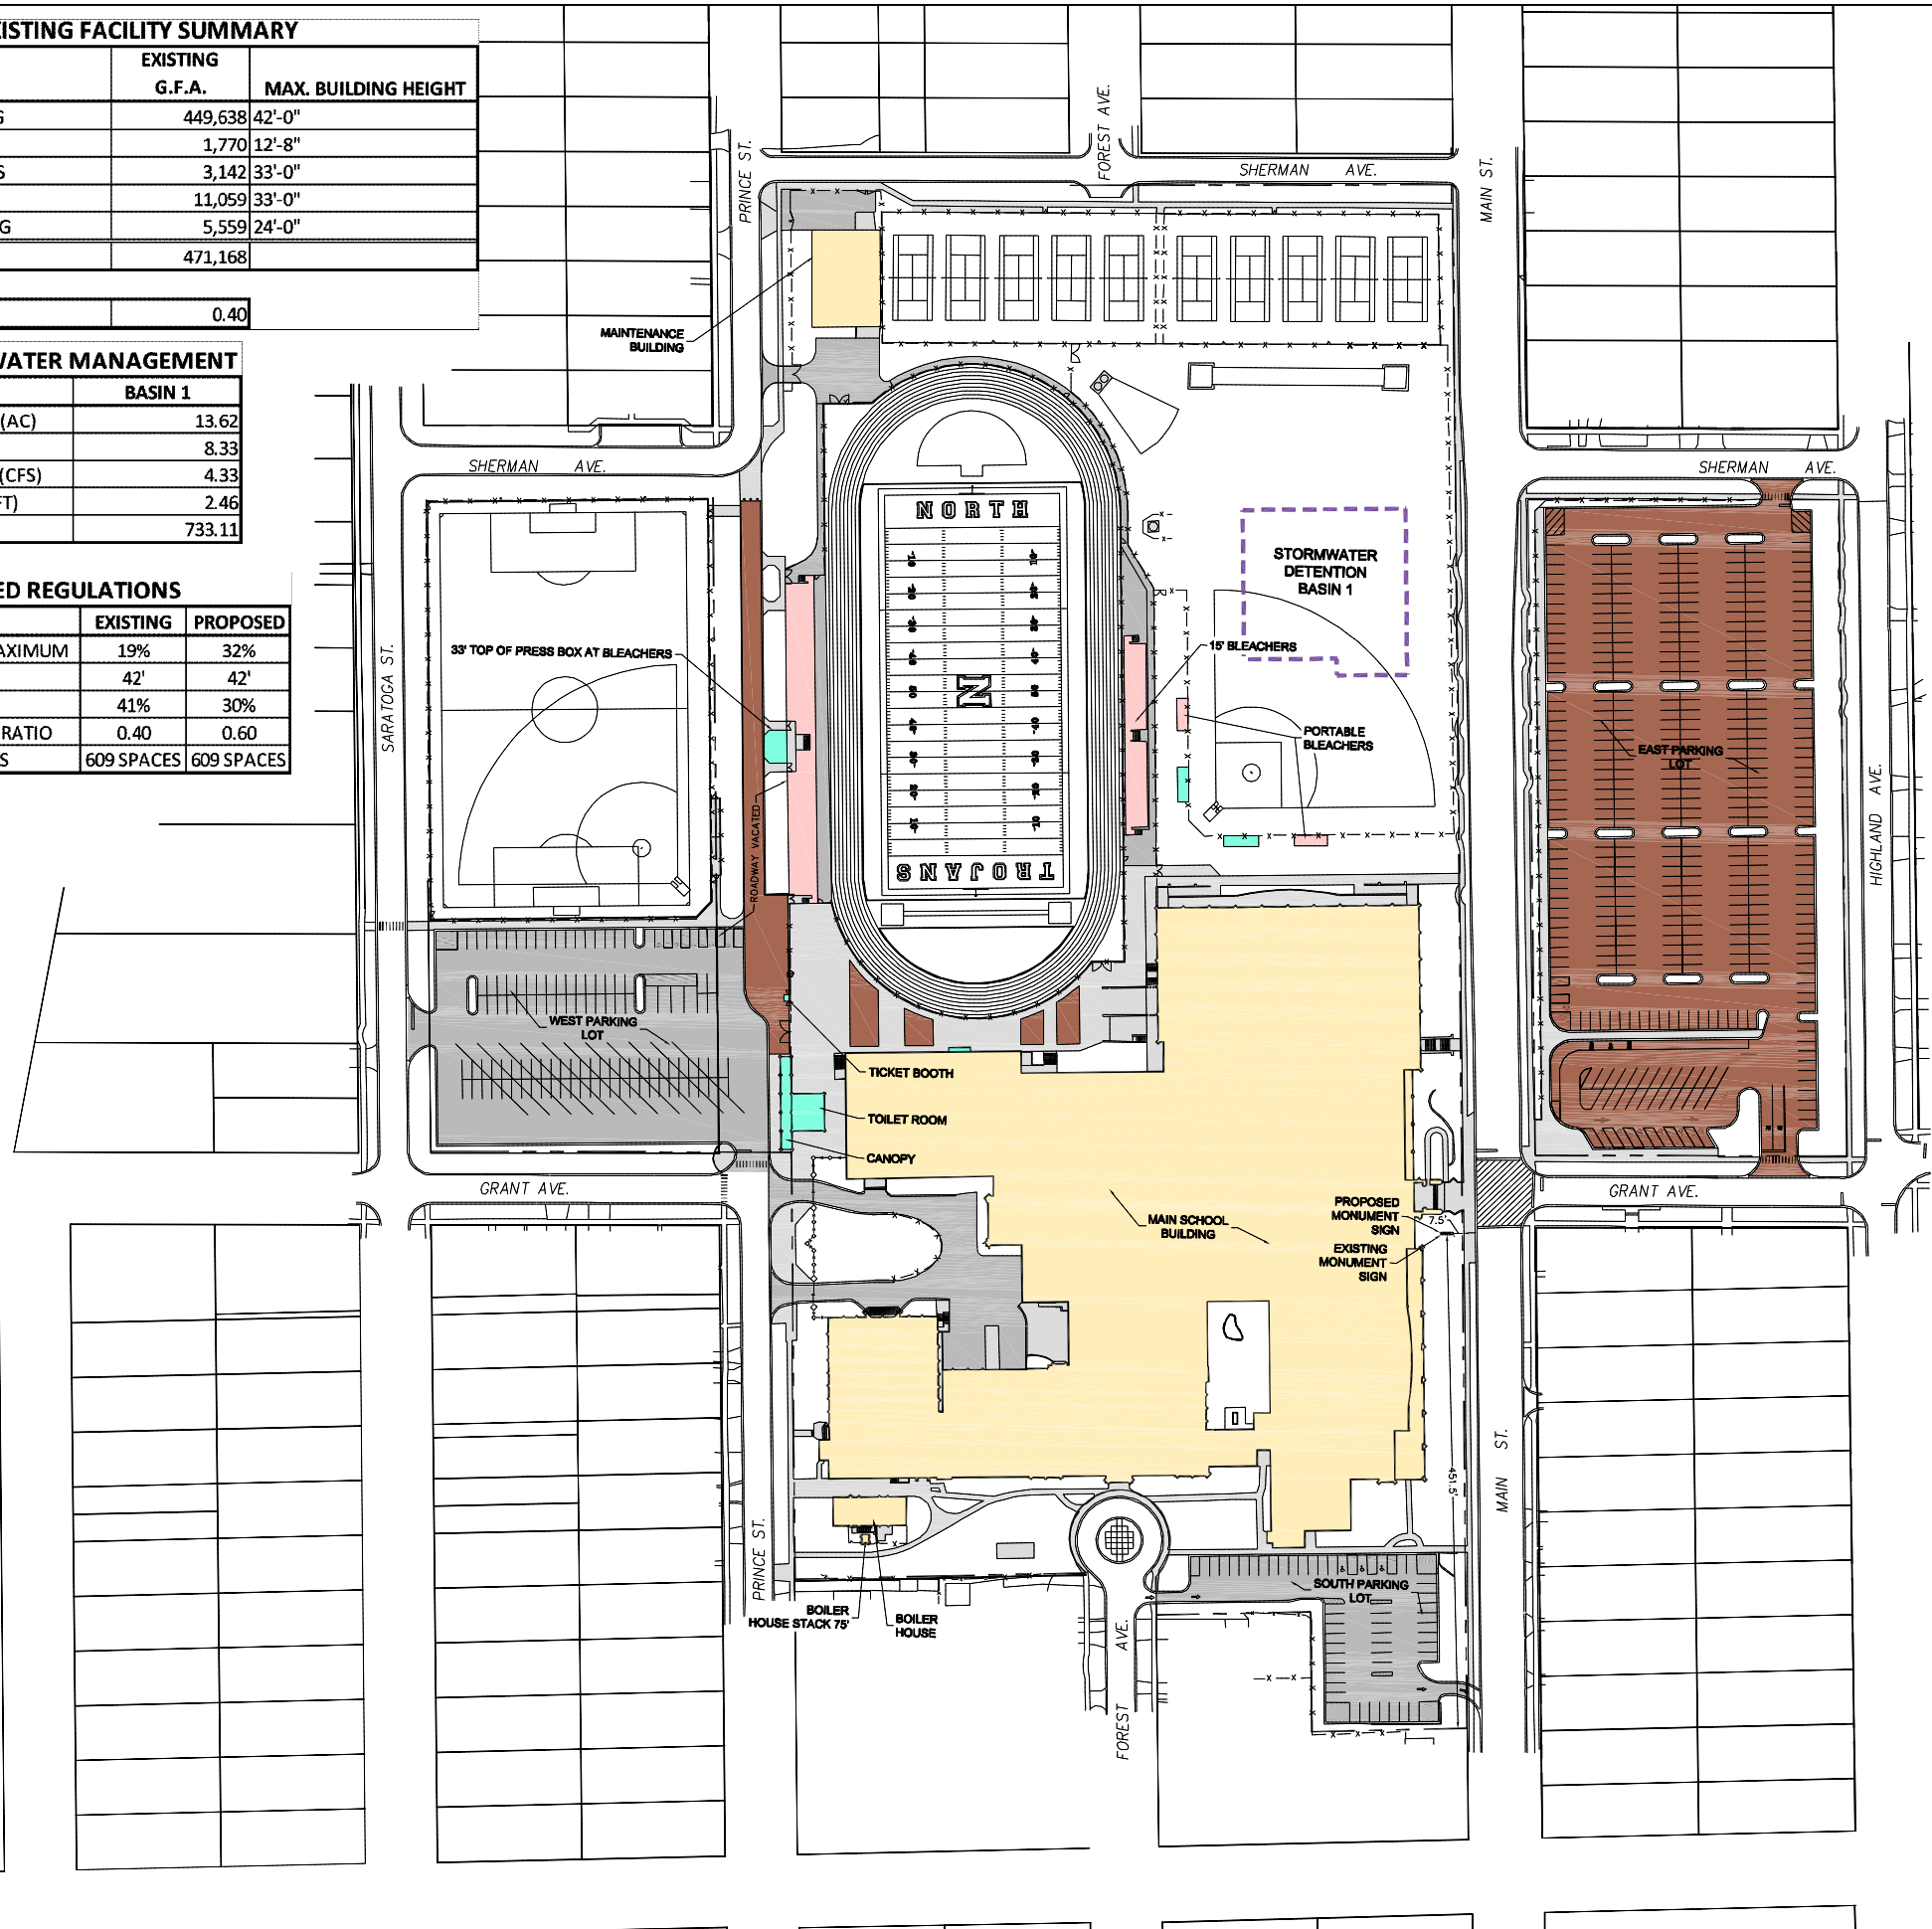 ISTING FACILITY SUMMARY
EXISTING
G.F.A. MAX. BUILDING HEIGHT
G 449,638 42'-0"
1,770 12'-8"
S 3,142 33'-0"
11,059 33'-0"
G 5,559 24'-0"
471,168
0.40
WATER MANAGEMENT
BASIN 1
(AC) 13.62
8.33
(CFS) 4.33
FT) 2.46
733.11
ED REGULATIONS
EXISTING PROPOSED
AXIMUM 19% 32%
42' 42'
41% 30%
RATIO 0.40 0.60
S 609 SPACES 609 SPACES
PRINCE ST.
FOREST AVE.
SHERMAN AVE.
MAIN ST.
MAINTENANCE
BUILDING
SHERMAN AVE.
SHERMAN AVE.
NORTH
STORMWATER
DETENTION
BASIN 1
33' TOP OF PRESS BOX AT BLEACHERS
15' BLEACHERS
SARATOGA ST.
N
PORTABLE
BLEACHERS
EAST PARKING
LOT
HIGHLAND AVE.
ROADWAY VACATED
TROJANS
WEST PARKING
LOT
TICKET BOOTH
TOILET ROOM
CANOPY
GRANT AVE.
GRANT AVE.
MAIN SCHOOL
BUILDING
PROPOSED
MONUMENT
SIGN
7.5'
EXISTING
MONUMENT
SIGN
451.5'
MAIN ST.
PRINCE ST.
SOUTH PARKING
LOT
BOILER
HOUSE STACK 75'
BOILER
HOUSE
FOREST AVE.